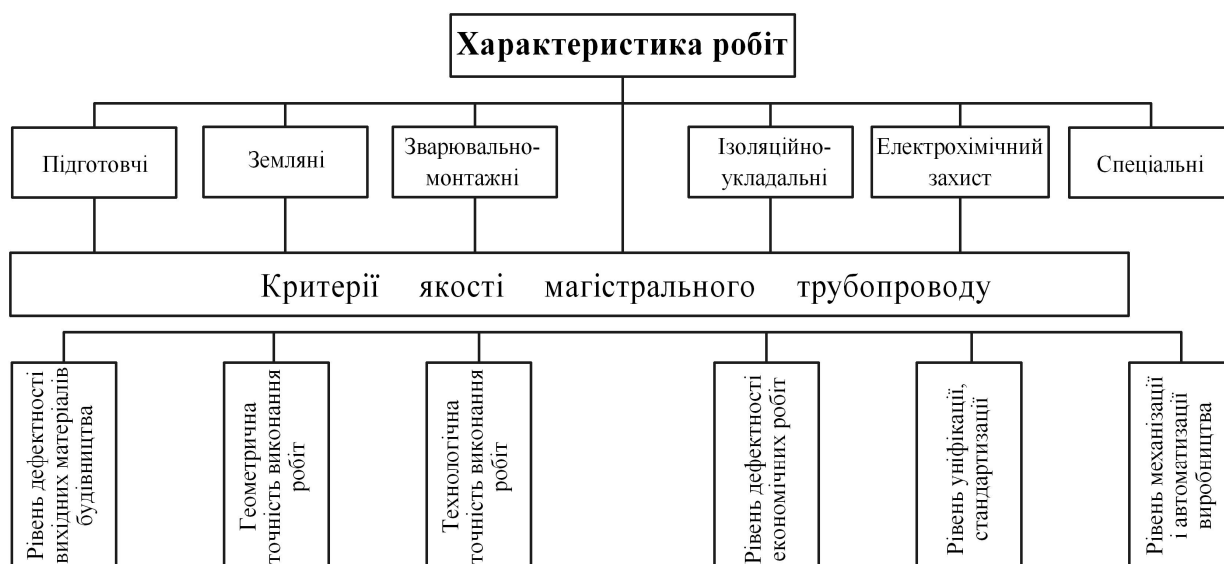 Характеристика робіт
Підготовчі
Земляні
Зварювально-
монтажні
Ізоляційно-
укладальні
Електрохімічний
захист
Спеціальні
Критерії якості магістрального трубопроводу
Рівень дефектності
вихідних матеріалів
будівництва
Геометрична
точність виконання
робіт
Технологічна
точність виконання
робіт
Рівень дефектності
економічних робіт
Рівень уніфікації,
стандартизації
Рівень механізації
і автоматизації
виробництва